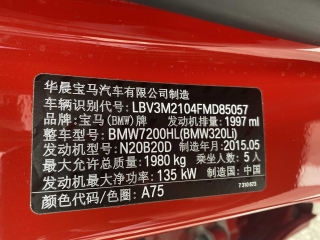 华晨宝马汽车有限公司制造
车辆识别代号:LBV3M2104FMD85057
品牌:宝马(BMW)牌 发动机排量:1997 ml
整车型号:BMW7200HL(BMW320Li)
发动机型号:N20B20D 制造年月:2015.05
最大允许总质量:1980 kg 乘坐人数:5 人
发动机最大净功率:135 kW 制造国:中国
颜色代码/色圈:A75
7 310 673